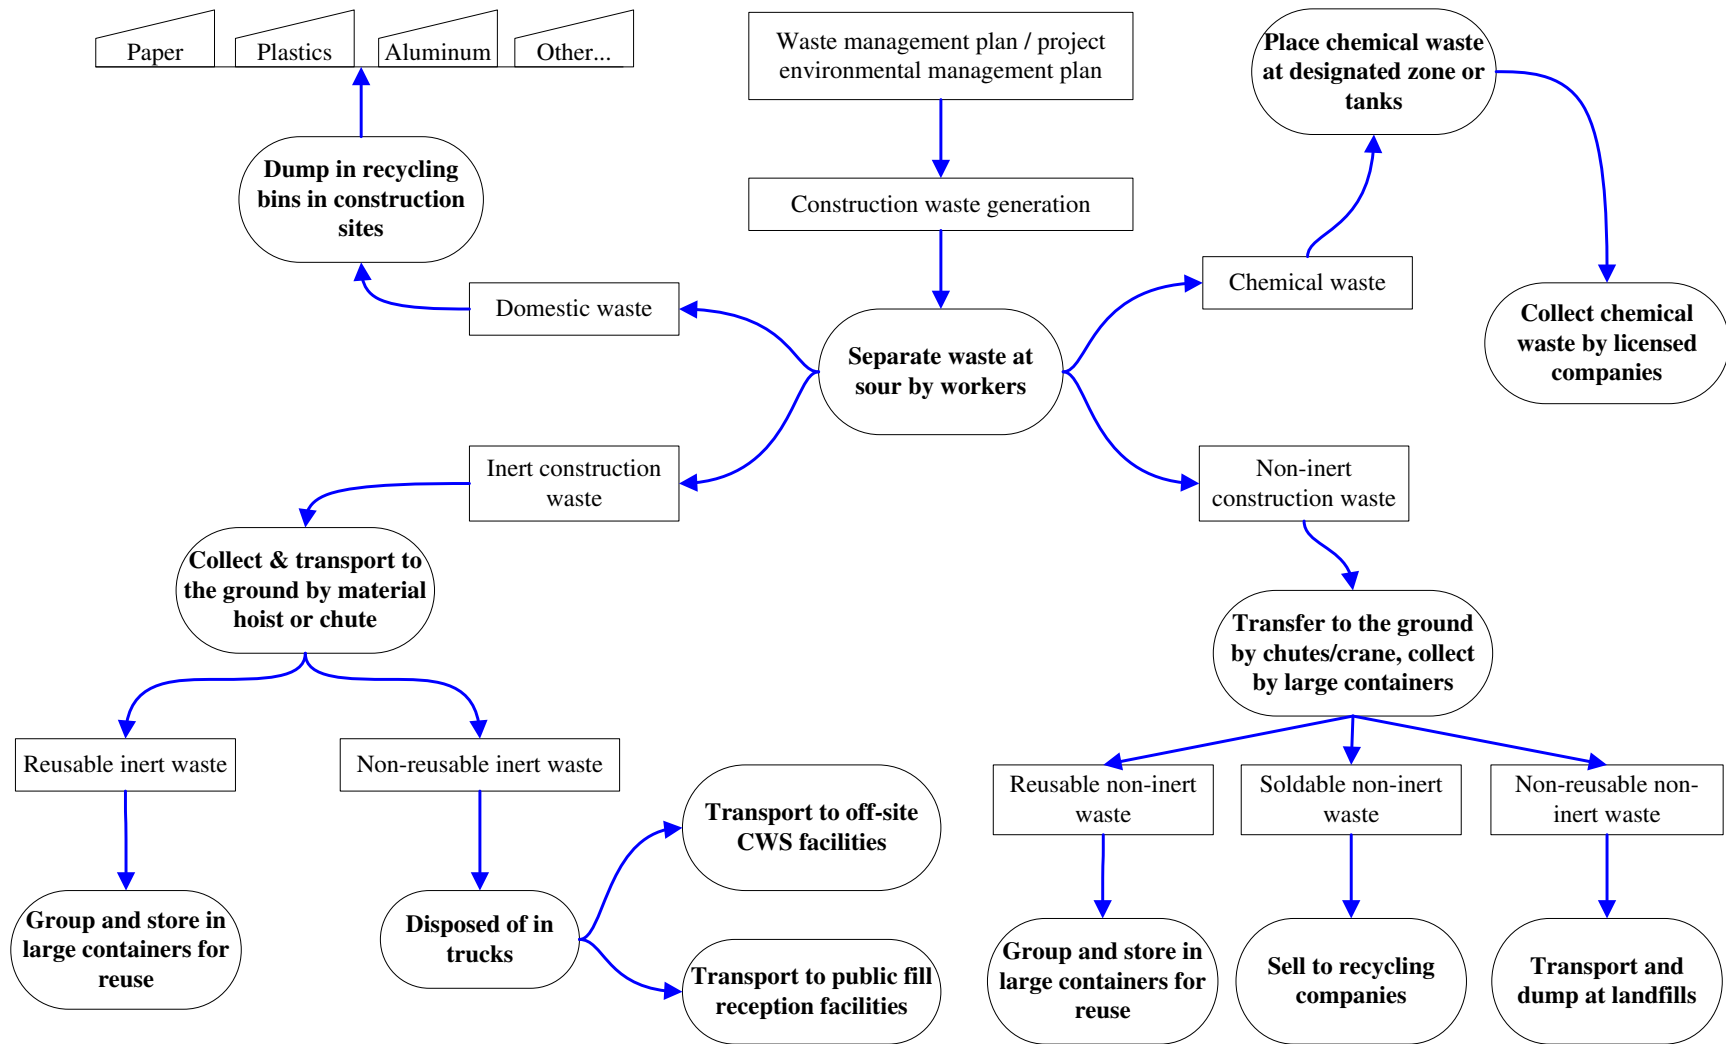 Paper
Plastics
Aluminum
Other...
Waste management plan / project
environmental management plan
Place chemical waste
at designated zone or
tanks
Dump in recycling
bins in construction
sites
Construction waste generation
Domestic waste
Chemical waste
Separate waste at
sour by workers
Collect chemical
waste by licensed
companies
Inert construction
waste
Non-inert
construction waste
Collect & transport to
the ground by material
hoist or chute
Transfer to the ground
by chutes/crane, collect
by large containers
Reusable inert waste
Non-reusable inert waste
Transport to off-site
CWS facilities
Reusable non-inert
waste
Soldable non-inert
waste
Non-reusable non-
inert waste
Group and store in
large containers for
reuse
Disposed of in
trucks
Transport to public fill
reception facilities
Group and store in
large containers for
reuse
Sell to recycling
companies
Transport and
dump at landfills